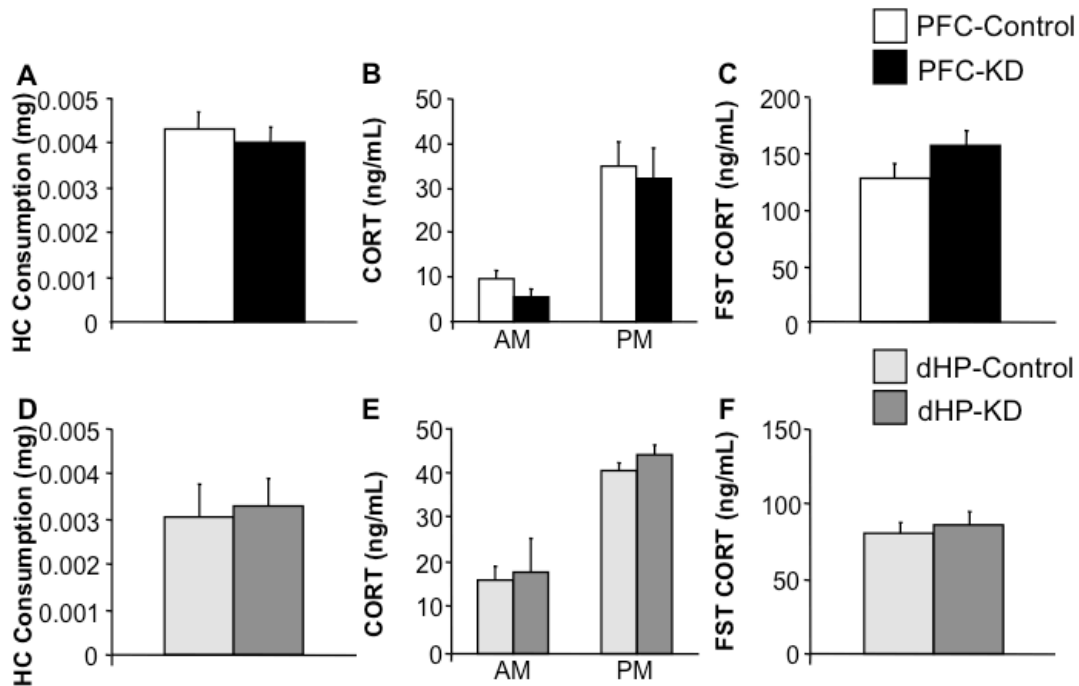 PFC-Control
PFC-KD
A
HC Consumption (mg)
0.005
0.004
0.003
0.002
0.001
0
B
CORT (ng/mL)
50
40
30
20
10
0
AM PM
C
FST CORT (ng/mL)
200
150
100
50
0
dHP-Control
dHP-KD
D
HC Consumption (mg)
0.005
0.004
0.003
0.002
0.001
0
E
CORT (ng/mL)
50
40
30
20
10
0
AM PM
F
FST CORT (ng/mL)
150
100
50
0